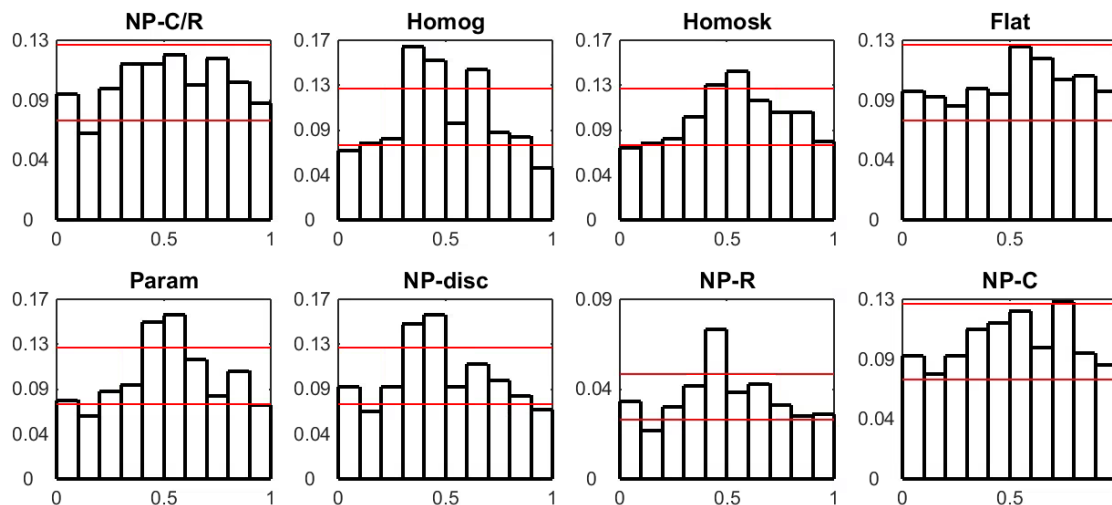 NP-C/R Homog Homosk Flat
0.13 0.17 0.17 0.13
0.09 0.13 0.13 0.09
0.04 0.09 0.09 0.04
0.04 0.04
0 0 0 0
0 0.5 1 0 0.5 1 0 0.5 1 0.5
Param NP-disc NP-R NP-C
0.17 0.17 0.09 0.13
0.13 0.13 0.04 0.09
0.09 0.09 0.04
0.04 0.04
0 0 0 0
0 0.5 1 0 0.5 1 0 0.5 1 0.5